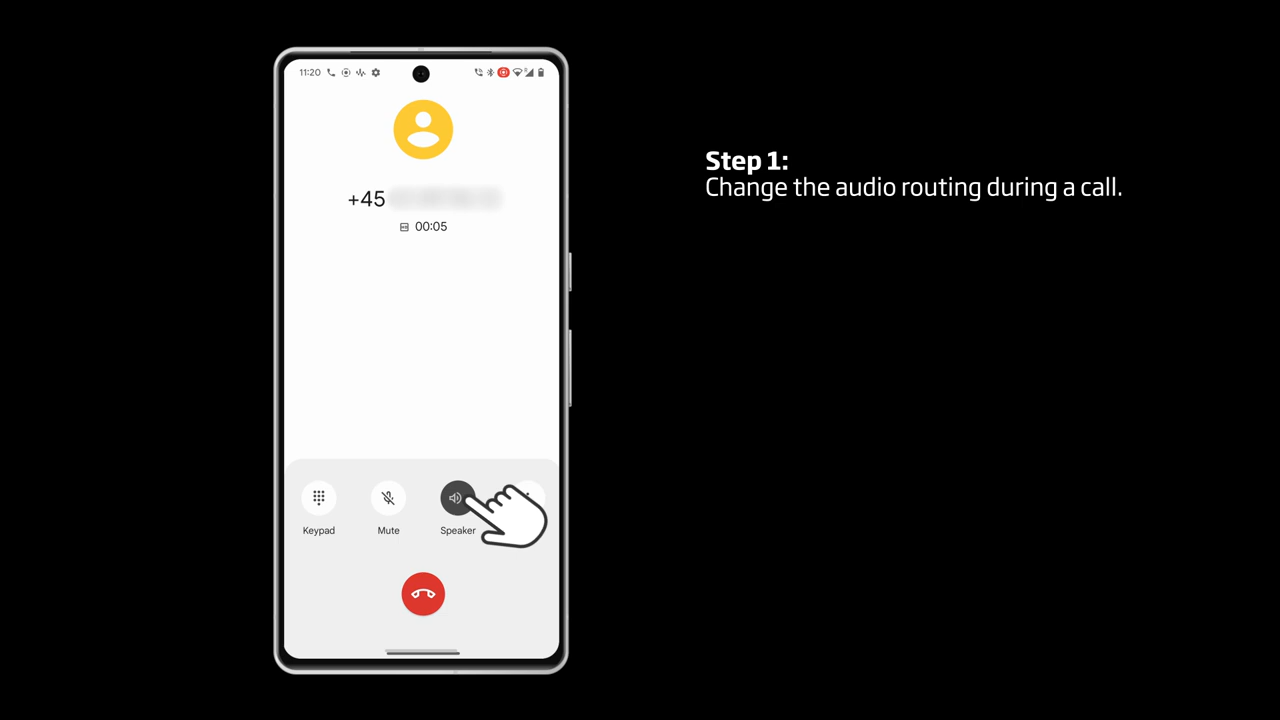 11:20
+45
00:05
Keypad
Mute
Speaker
Step 1:
Change the audio routing during a call.